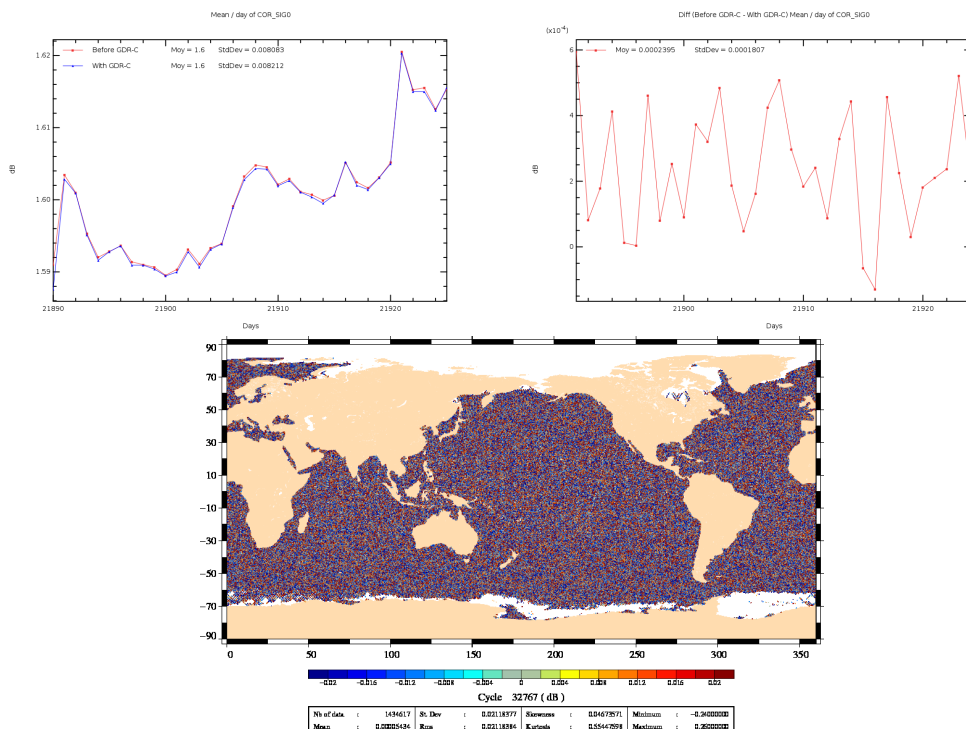 Mean / day of COR_SIG0
Before GDR-C Moy = 1.6 StdDev = 0.008083
With GDR-C Moy = 1.6 StdDev = 0.008212
1.62
1.61
1.60
1.59
dB
21890 21900 21910 21920
Days
Diff (Before GDR-C - With GDR-C) Mean / day of COR_SIG0
(x10⁻⁴)
Moy = 0.0002395 StdDev = 0.0001807
6
4
2
0
dB
21900 21910 21920
Days
90
70
50
30
10
−10
−30
−50
−70
−90
0 50 100 150 200 250 300 350
−0.02 −0.016 −0.012 −0.008 −0.004 0 0.004 0.008 0.012 0.016 0.02
Cycle 32767 ( dB )
Nb of data : 1434617 St. Dev : 0.02118377 Skewness : 0.04673571 Minimum : −0.24000000
Mean : 0.00005434 Rms : 0.02118384 Kurtosis : 0.55447598 Maximum : 0.26000000